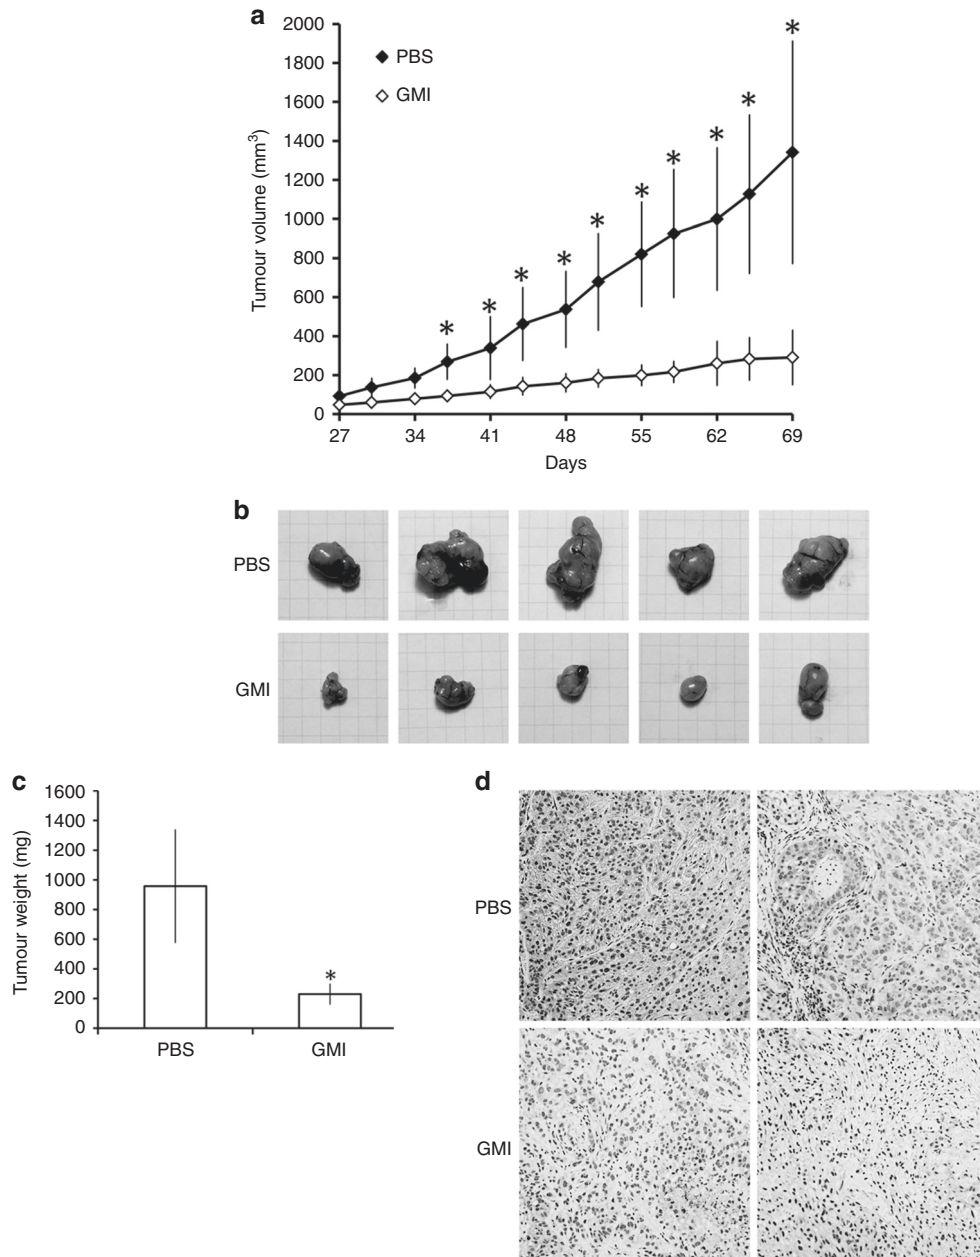 a
2000
1800
1600
1400
1200
1000
800
600
400
200
0
Tumour volume (mm³)
PBS
GMI
*
*
*
*
*
*
*
*
*
*
27 34 41 48 55 62 69
Days
b
PBS
GMI
c
1600
1400
1200
1000
800
600
400
200
0
Tumour weight (mg)
*
PBS GMI
d
PBS
GMI